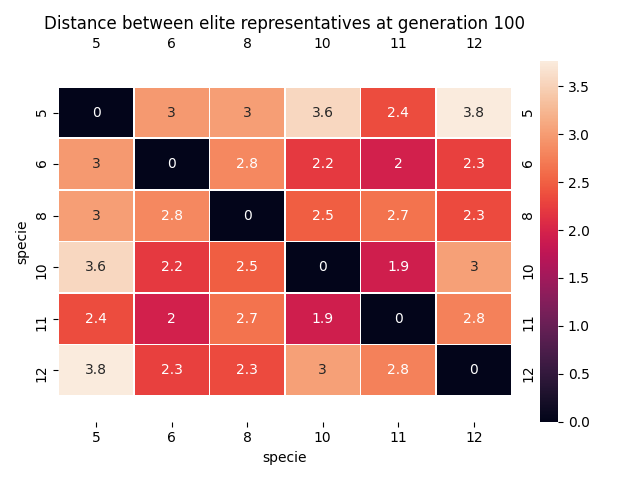 Distance between elite representatives at generation 100
5 6 8 10 11 12
5 0 3 3 3.6 2.4 3.8 5
6 3 0 2.8 2.2 2 2.3 6
8 3 2.8 0 2.5 2.7 2.3 8
specie
10 3.6 2.2 2.5 0 1.9 3 10
11 2.4 2 2.7 1.9 0 2.8 11
12 3.8 2.3 2.3 3 2.8 0 12
5 6 8 10 11 12
specie
3.5
3.0
2.5
2.0
1.5
1.0
0.5
0.0